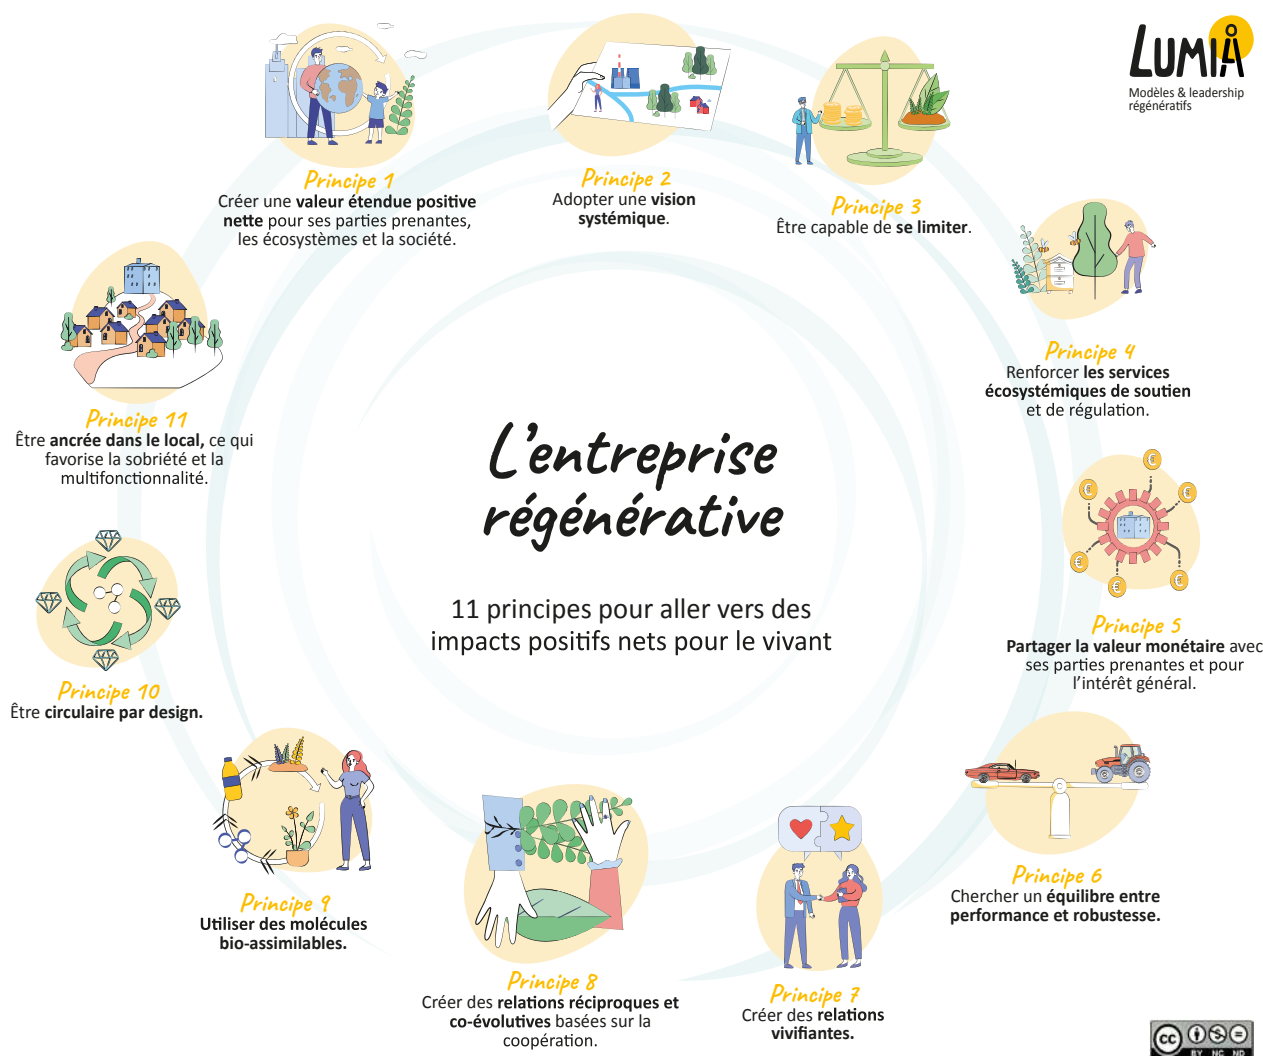 LUMIÅ
Modèles & leadership
régénératifs
Principe 1
Créer une valeur étendue positive
nette pour ses parties prenantes,
les écosystèmes et la société.
Principe 2
Adopter une vision
systémique.
Principe 3
Être capable de se limiter.
Principe 4
Renforcer les services
écosystémiques de soutien
et de régulation.
Principe 5
Partager la valeur monétaire avec
ses parties prenantes et pour
l'intérêt général.
Principe 6
Chercher un équilibre entre
performance et robustesse.
Principe 7
Créer des relations
vivifiantes.
Principe 8
Créer des relations réciproques et
co-évolutives basées sur la
coopération.
Principe 9
Utiliser des molécules
bio-assimilables.
Principe 10
Être circulaire par design.
Principe 11
Être ancrée dans le local, ce qui
favorise la sobriété et la
multifonctionnalité.
L'entreprise
régénérative
11 principes pour aller vers des
impacts positifs nets pour le vivant
€
€
€
€
€
€
cc
BY NC ND